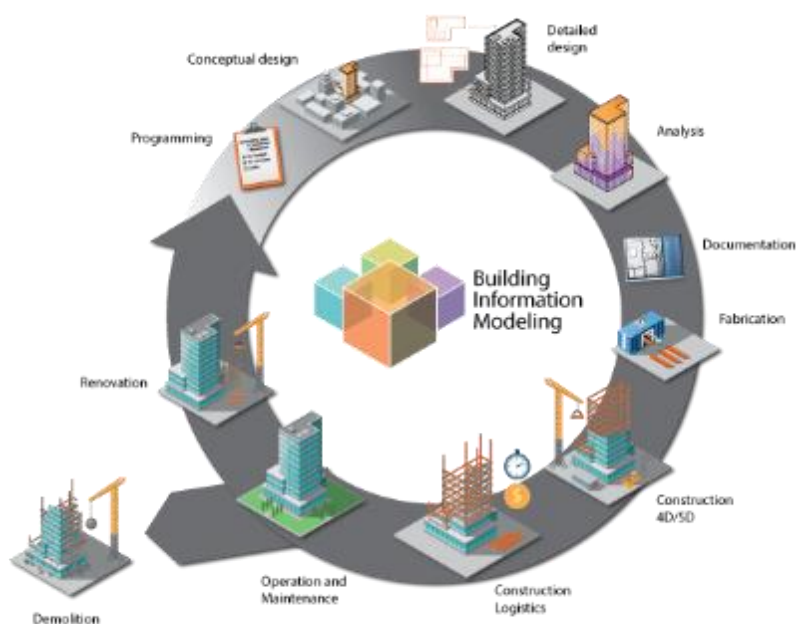 Conceptual design
Detailed
design
Programming
Analysis
Documentation
Building
Information
Modeling
Fabrication
Renovation
Construction
4D/5D
Operation and
Maintenance
Construction
Logistics
Demolition